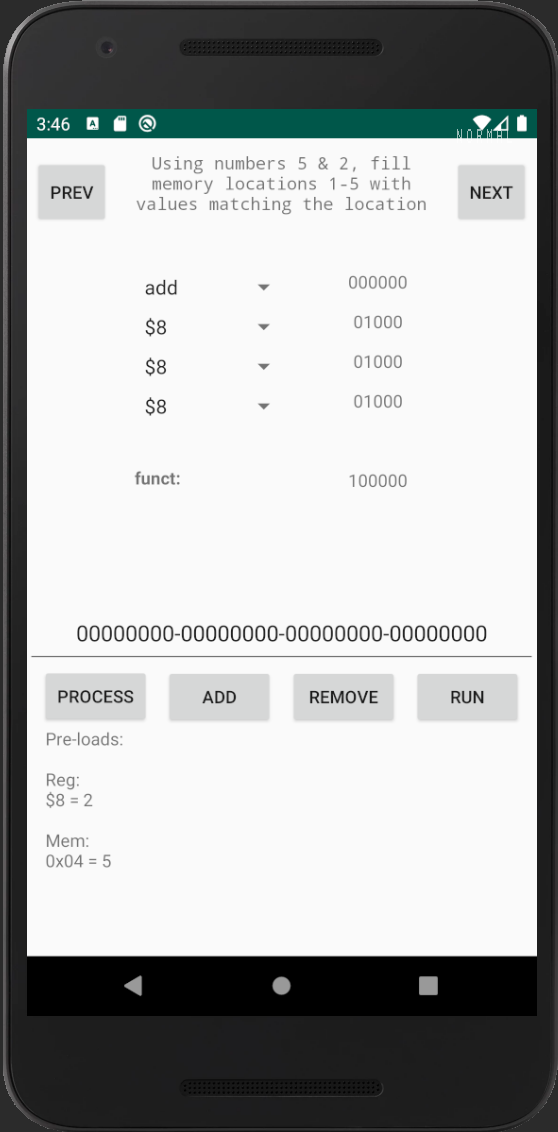 3:46
NORMAL
PREV
Using numbers 5 & 2, fill
memory locations 1-5 with
values matching the location
NEXT
add 000000
$8 01000
$8 01000
$8 01000
funct: 100000
00000000-00000000-00000000-00000000
PROCESS ADD REMOVE RUN
Pre-loads:
Reg:
$8 = 2
Mem:
0x04 = 5